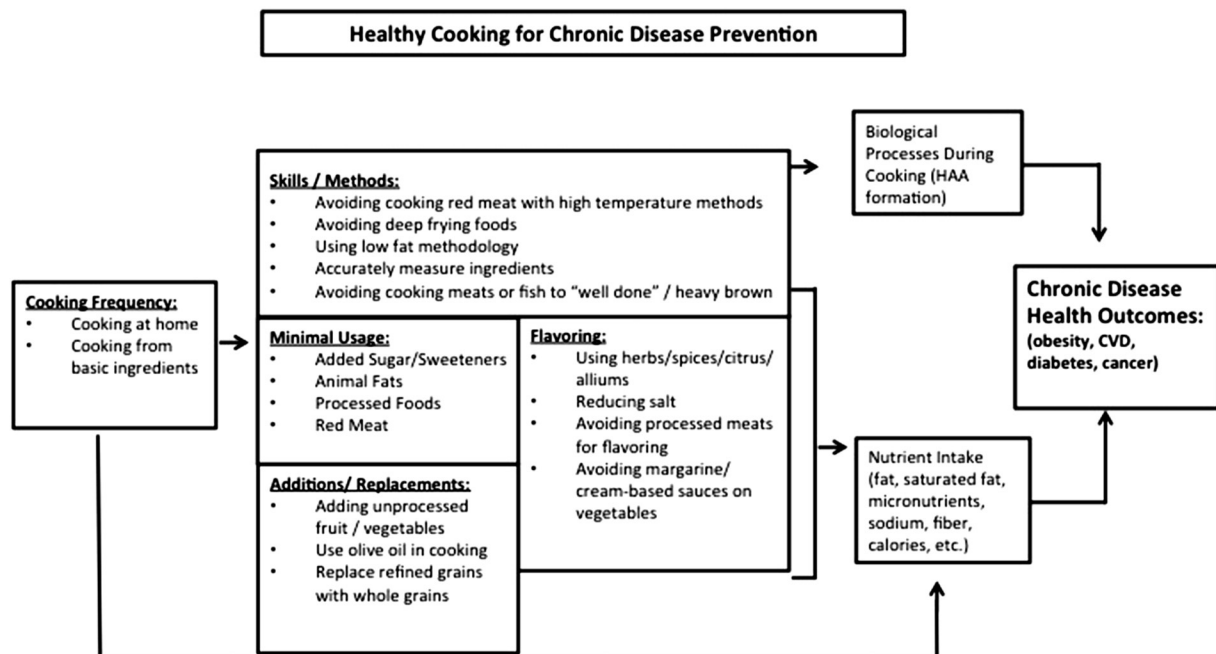 Healthy Cooking for Chronic Disease Prevention
Cooking Frequency:
• Cooking at home
• Cooking from
basic ingredients
Skills / Methods:
• Avoiding cooking red meat with high temperature methods
• Avoiding deep frying foods
• Using low fat methodology
• Accurately measure ingredients
• Avoiding cooking meats or fish to “well done” / heavy brown
Minimal Usage:
• Added Sugar/Sweeteners
• Animal Fats
• Processed Foods
• Red Meat
Flavoring:
• Using herbs/spices/citrus/
alliums
• Reducing salt
• Avoiding processed meats
for flavoring
• Avoiding margarine/
cream-based sauces on
vegetables
Additions/ Replacements:
• Adding unprocessed
fruit / vegetables
• Use olive oil in cooking
• Replace refined grains
with whole grains
Biological
Processes During
Cooking (HAA
formation)
Nutrient Intake
(fat, saturated fat,
micronutrients,
sodium, fiber,
calories, etc.)
Chronic Disease
Health Outcomes:
(obesity, CVD,
diabetes, cancer)